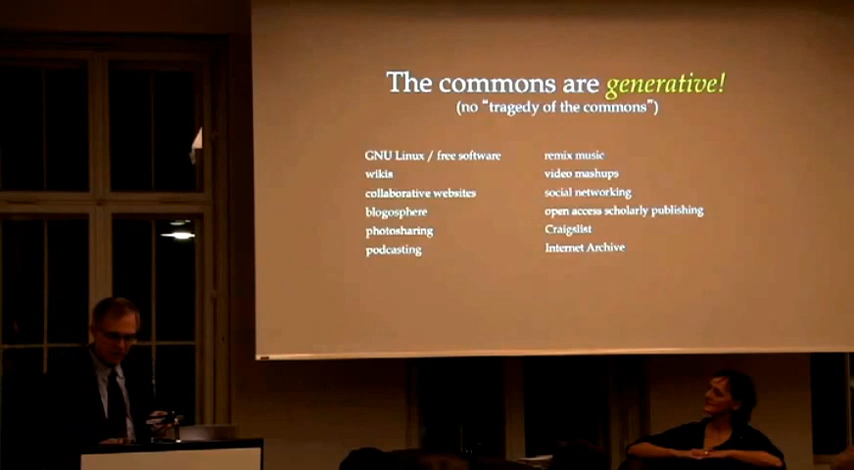 The commons are generative!
(no "tragedy of the commons")
GNU Linux / free software
wikis
collaborative websites
blogosphere
photosharing
podcasting
remix music
video mashups
social networking
open access scholarly publishing
Craigslist
Internet Archive